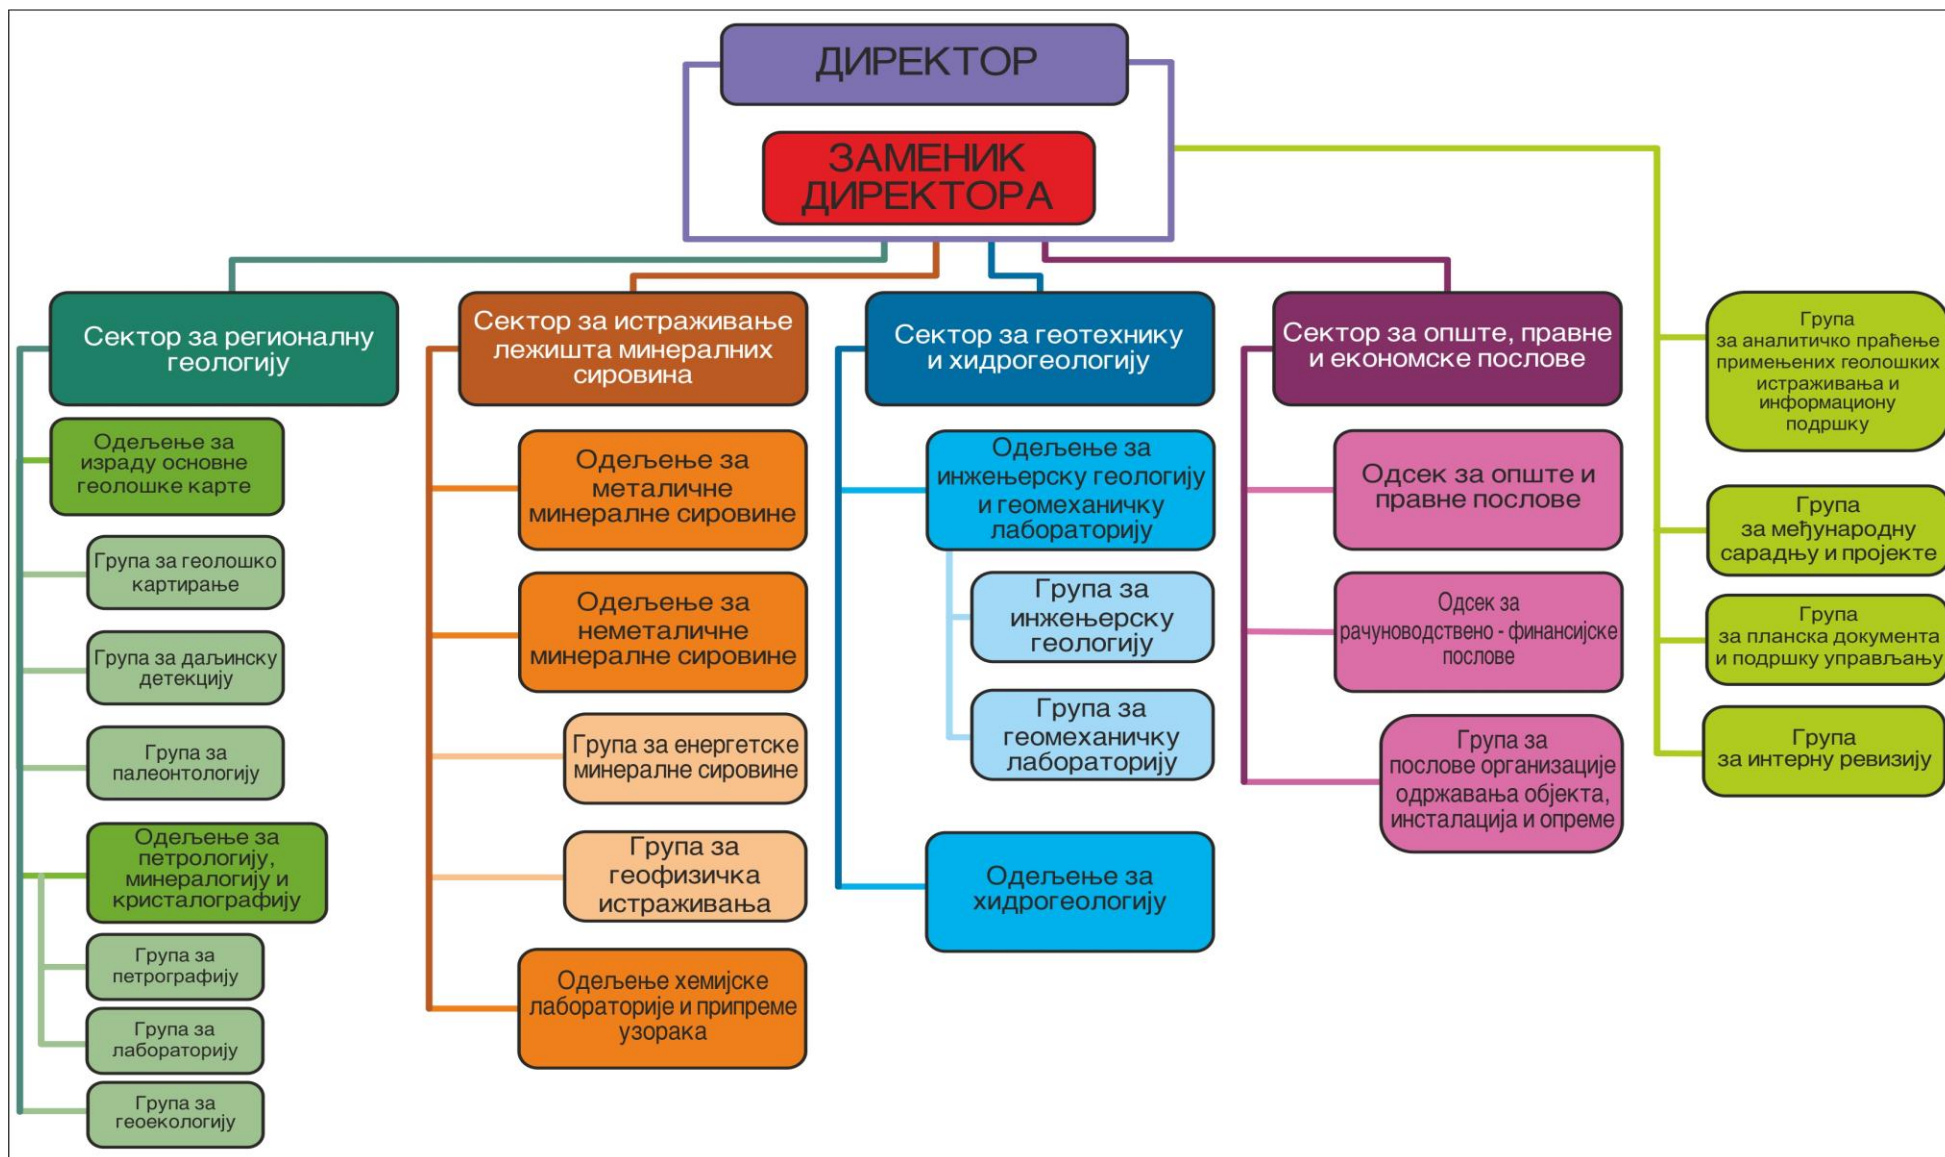 ДИРЕКТОР
ЗАМЕНИК
ДИРЕКТОРА
Сектор за регионалну
геологију
Одељење за
израду основне
геолошке карте
Група за геолошко
картирање
Група за даљинску
детекцију
Група за
палеонтологију
Одељење за
петрологију,
минералогију и
кристалографију
Група за
петрографију
Група за
лабораторију
Група за
геоекологију
Сектор за истраживање
лежишта минералних
сировина
Одељење за
металичне
минералне сировине
Одељење за
неметаличне
минералне сировине
Група за енергетске
минералне сировине
Група за
геофизичка
истраживања
Одељење хемијске
лабораторије и припреме
узорака
Сектор за геотехнику
и хидрогеологију
Одељење за
инжењерску геологију
и геомеханичку
лабораторију
Група за
инжењерску
геологију
Група за
геомеханичку
лабораторију
Одељење за
хидрогеологију
Сектор за опште, правне
и економске послове
Одсек за опште и
правне послове
Одсек за
рачуноводствено - финансијске
послове
Група за
послове организације
одржавања објекта,
инсталација и опреме
Група
за аналитичко праћење
примењених геолошких
истраживања и
информациону
подршку
Група
за међународну
сарадњу и пројекте
Група
за планска документа
и подршку управљању
Група
за интерну ревизију